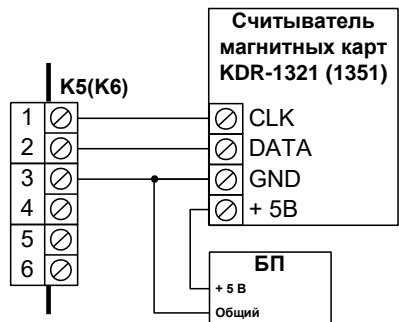 Считыватель
магнитных карт
KDR-1321 (1351)
K5(K6)
1
CLK
2
DATA
3
GND
4
+ 5В
5
6
БП
+ 5 В
Общий